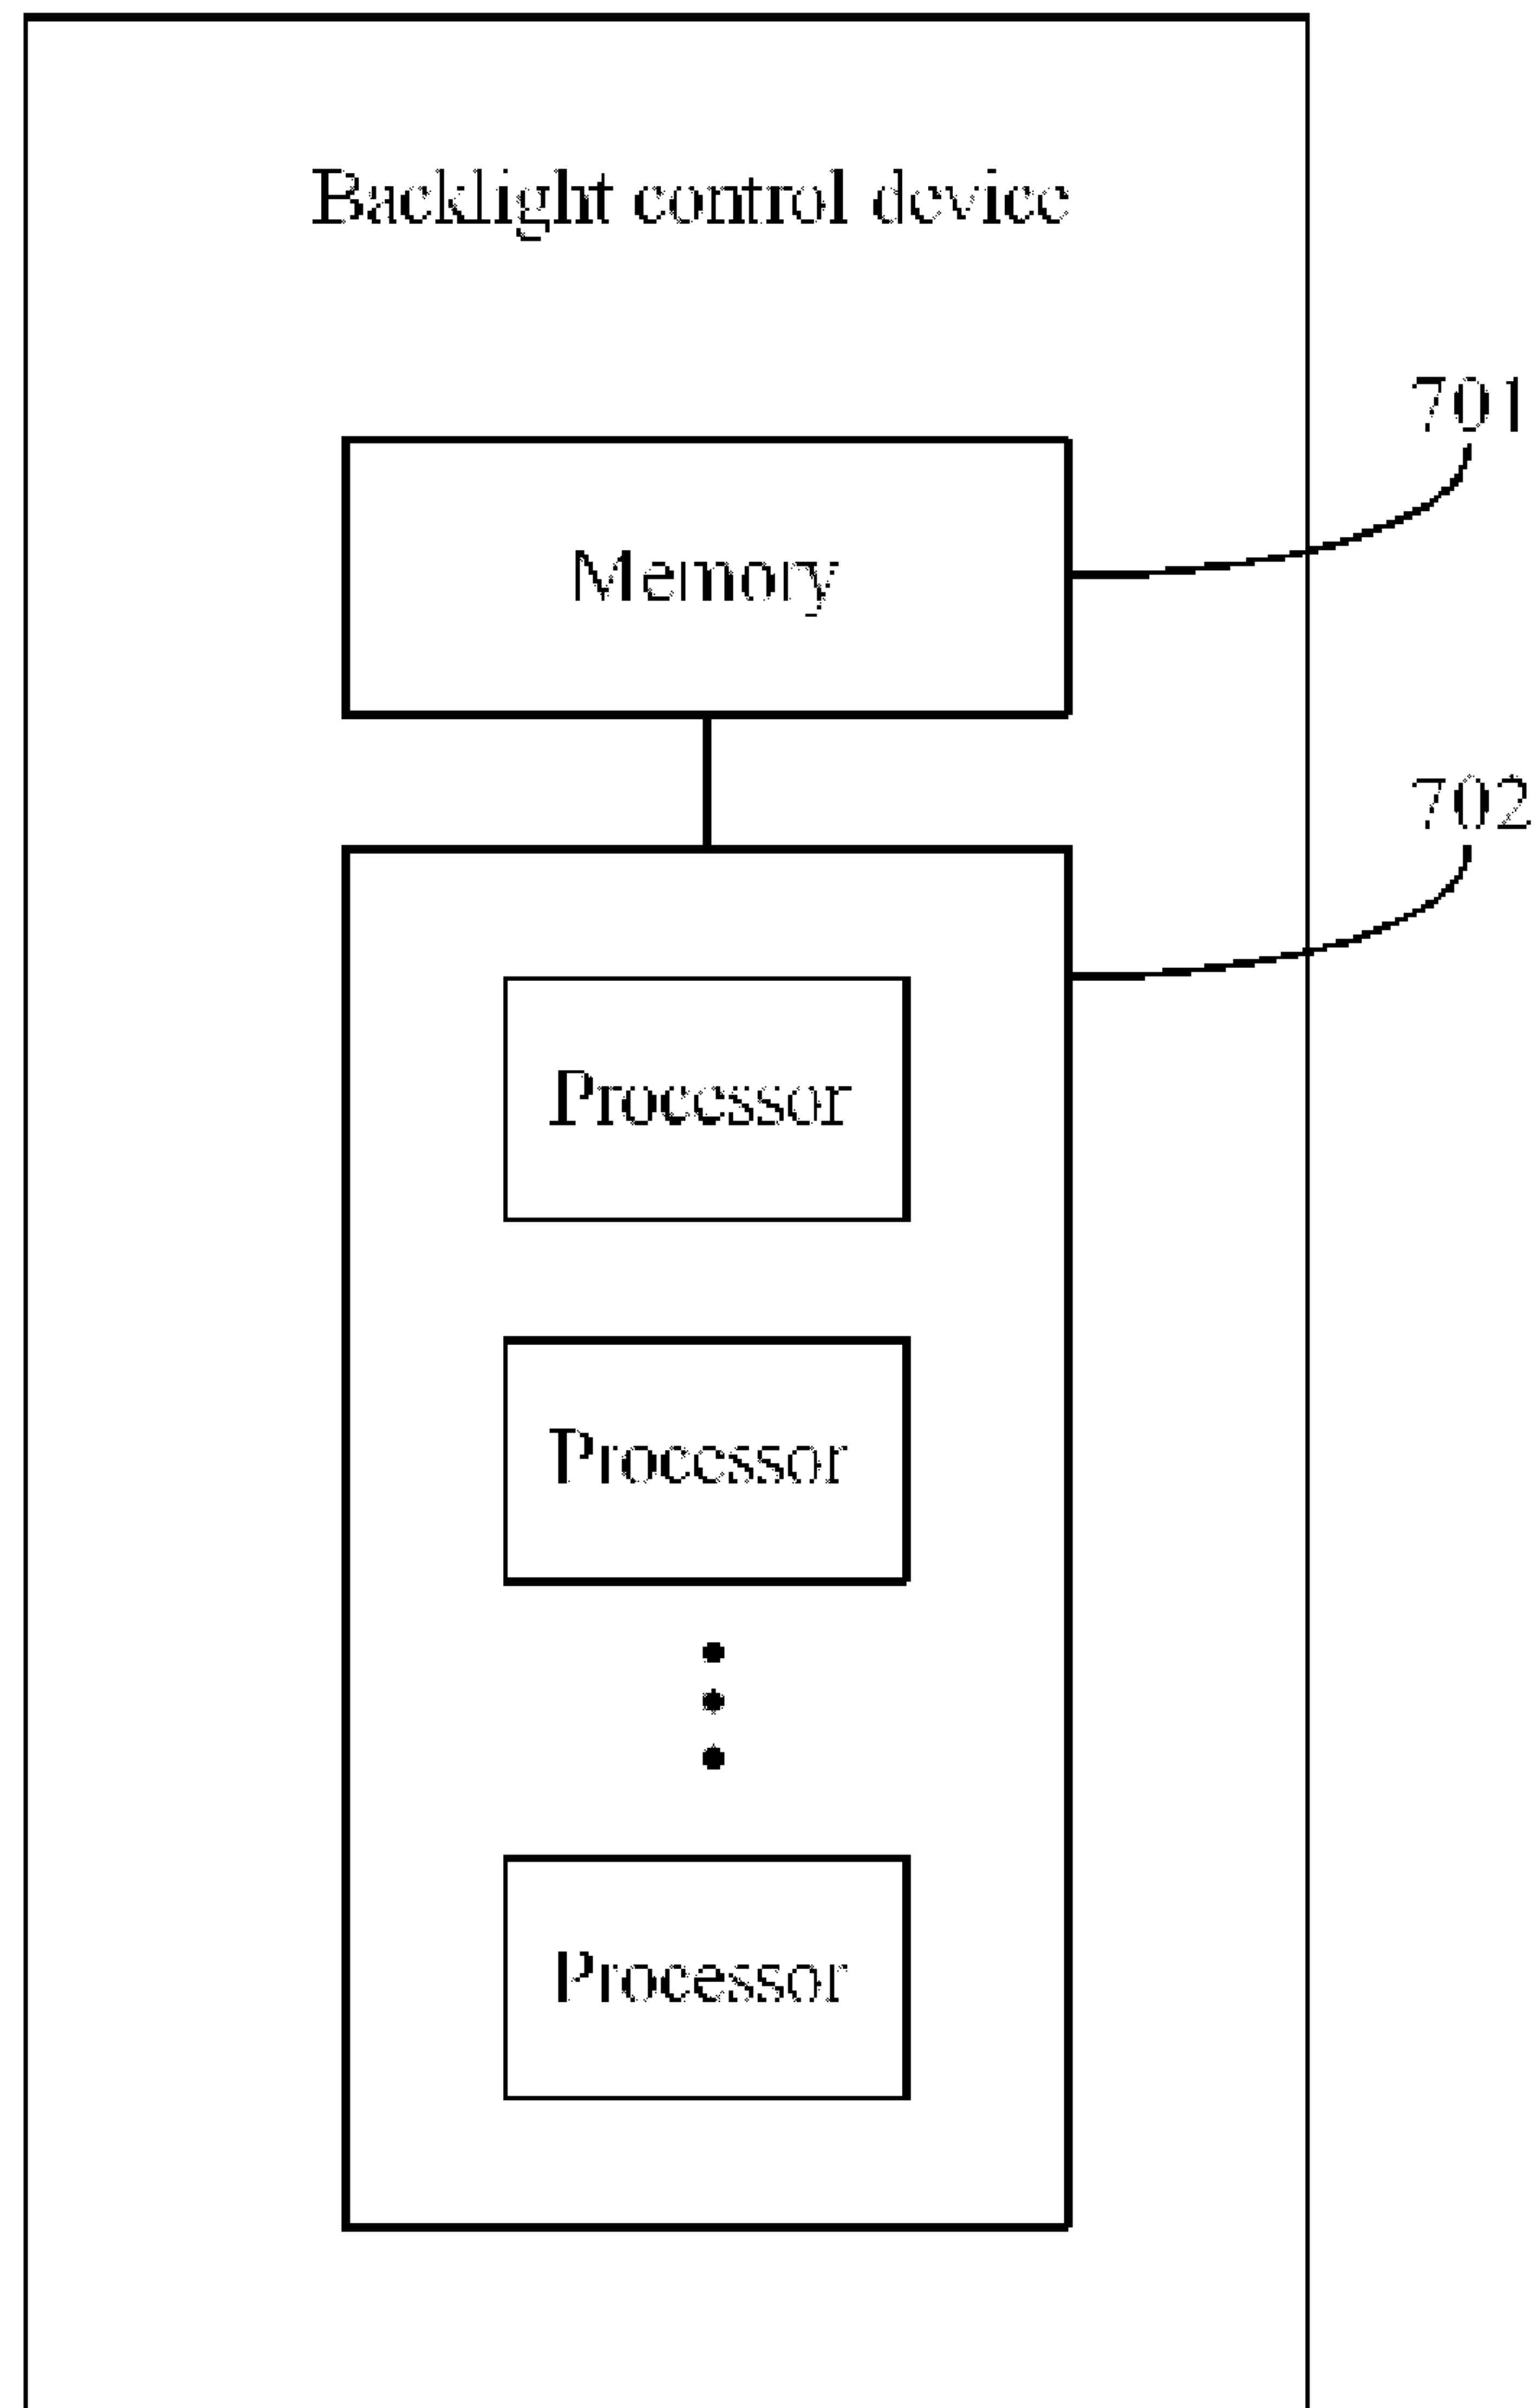 Backlight control device
701
Memory
702
Processor
Processor
Processor